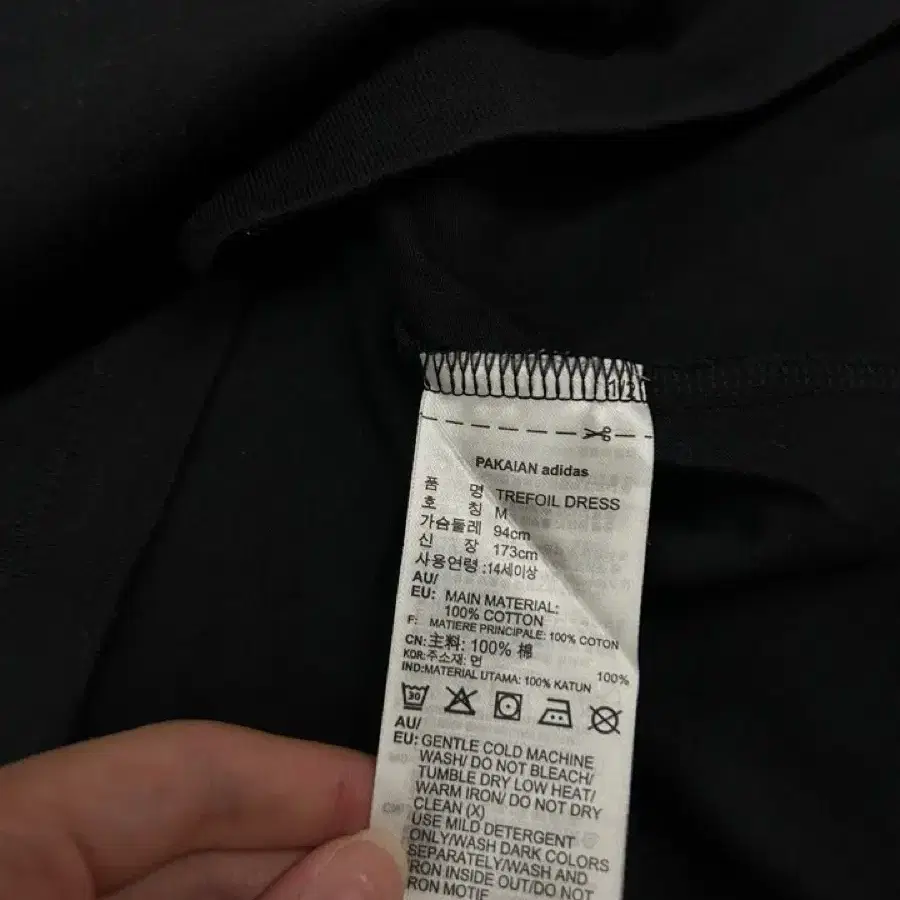 1/2
PAKAIAN adidas
품 명 TREFOIL DRESS
호 칭 M
가슴둘레 94cm
신 장 173cm
사용연령 :14세이상
AU/
EU: MAIN MATERIAL:
100% COTTON
F: MATIERE PRINCIPALE: 100% COTON
CN:主料: 100% 棉
KOR:주소재: 면 100%
IND:MATERIAL UTAMA: 100% KATUN
30
AU/
EU: GENTLE COLD MACHINE
WASH/ DO NOT BLEACH/
TUMBLE DRY LOW HEAT/
WARM IRON/ DO NOT DRY
CLEAN (X)
USE MILD DETERGENT
ONLY/WASH DARK COLORS
SEPARATELY/WASH AND
IRON INSIDE OUT/DO NOT
IRON MOTIF